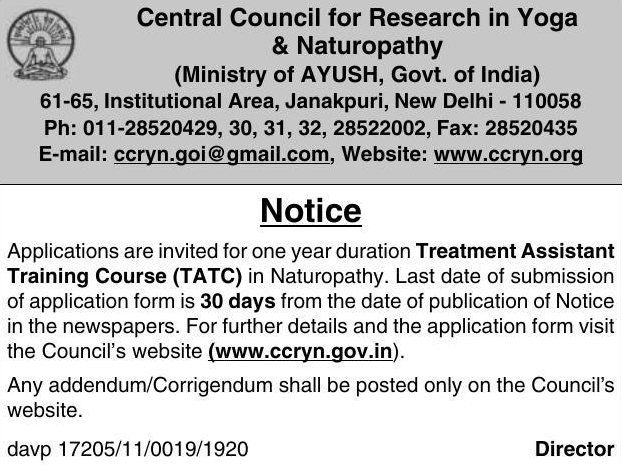 Central Council for Research in Yoga
& Naturopathy
(Ministry of AYUSH, Govt. of India)
61-65, Institutional Area, Janakpuri, New Delhi - 110058
Ph: 011-28520429, 30, 31, 32, 28522002, Fax: 28520435
E-mail: ccryn.goi@gmail.com, Website: www.ccryn.org
Notice
Applications are invited for one year duration Treatment Assistant
Training Course (TATC) in Naturopathy. Last date of submission
of application form is 30 days from the date of publication of Notice
in the newspapers. For further details and the application form visit
the Council’s website (www.ccryn.gov.in).
Any addendum/Corrigendum shall be posted only on the Council’s
website.
davp 17205/11/0019/1920 Director